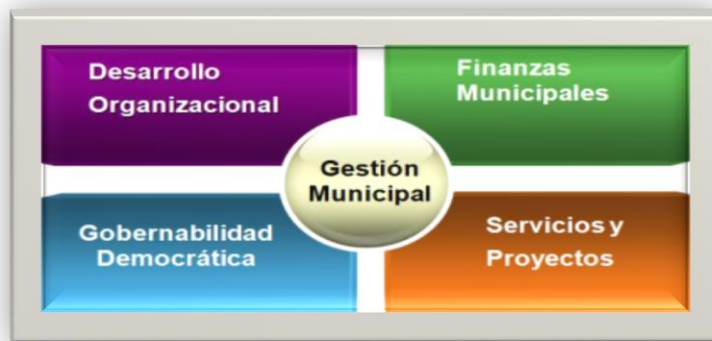 Desarrollo
Organizacional
Finanzas
Municipales
Gestión
Municipal
Gobernabilidad
Democrática
Servicios y
Proyectos